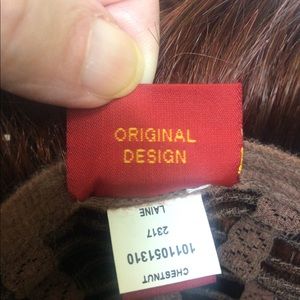 ORIGINAL
DESIGN
CHESTNUT
1011051310
2317
LAINE